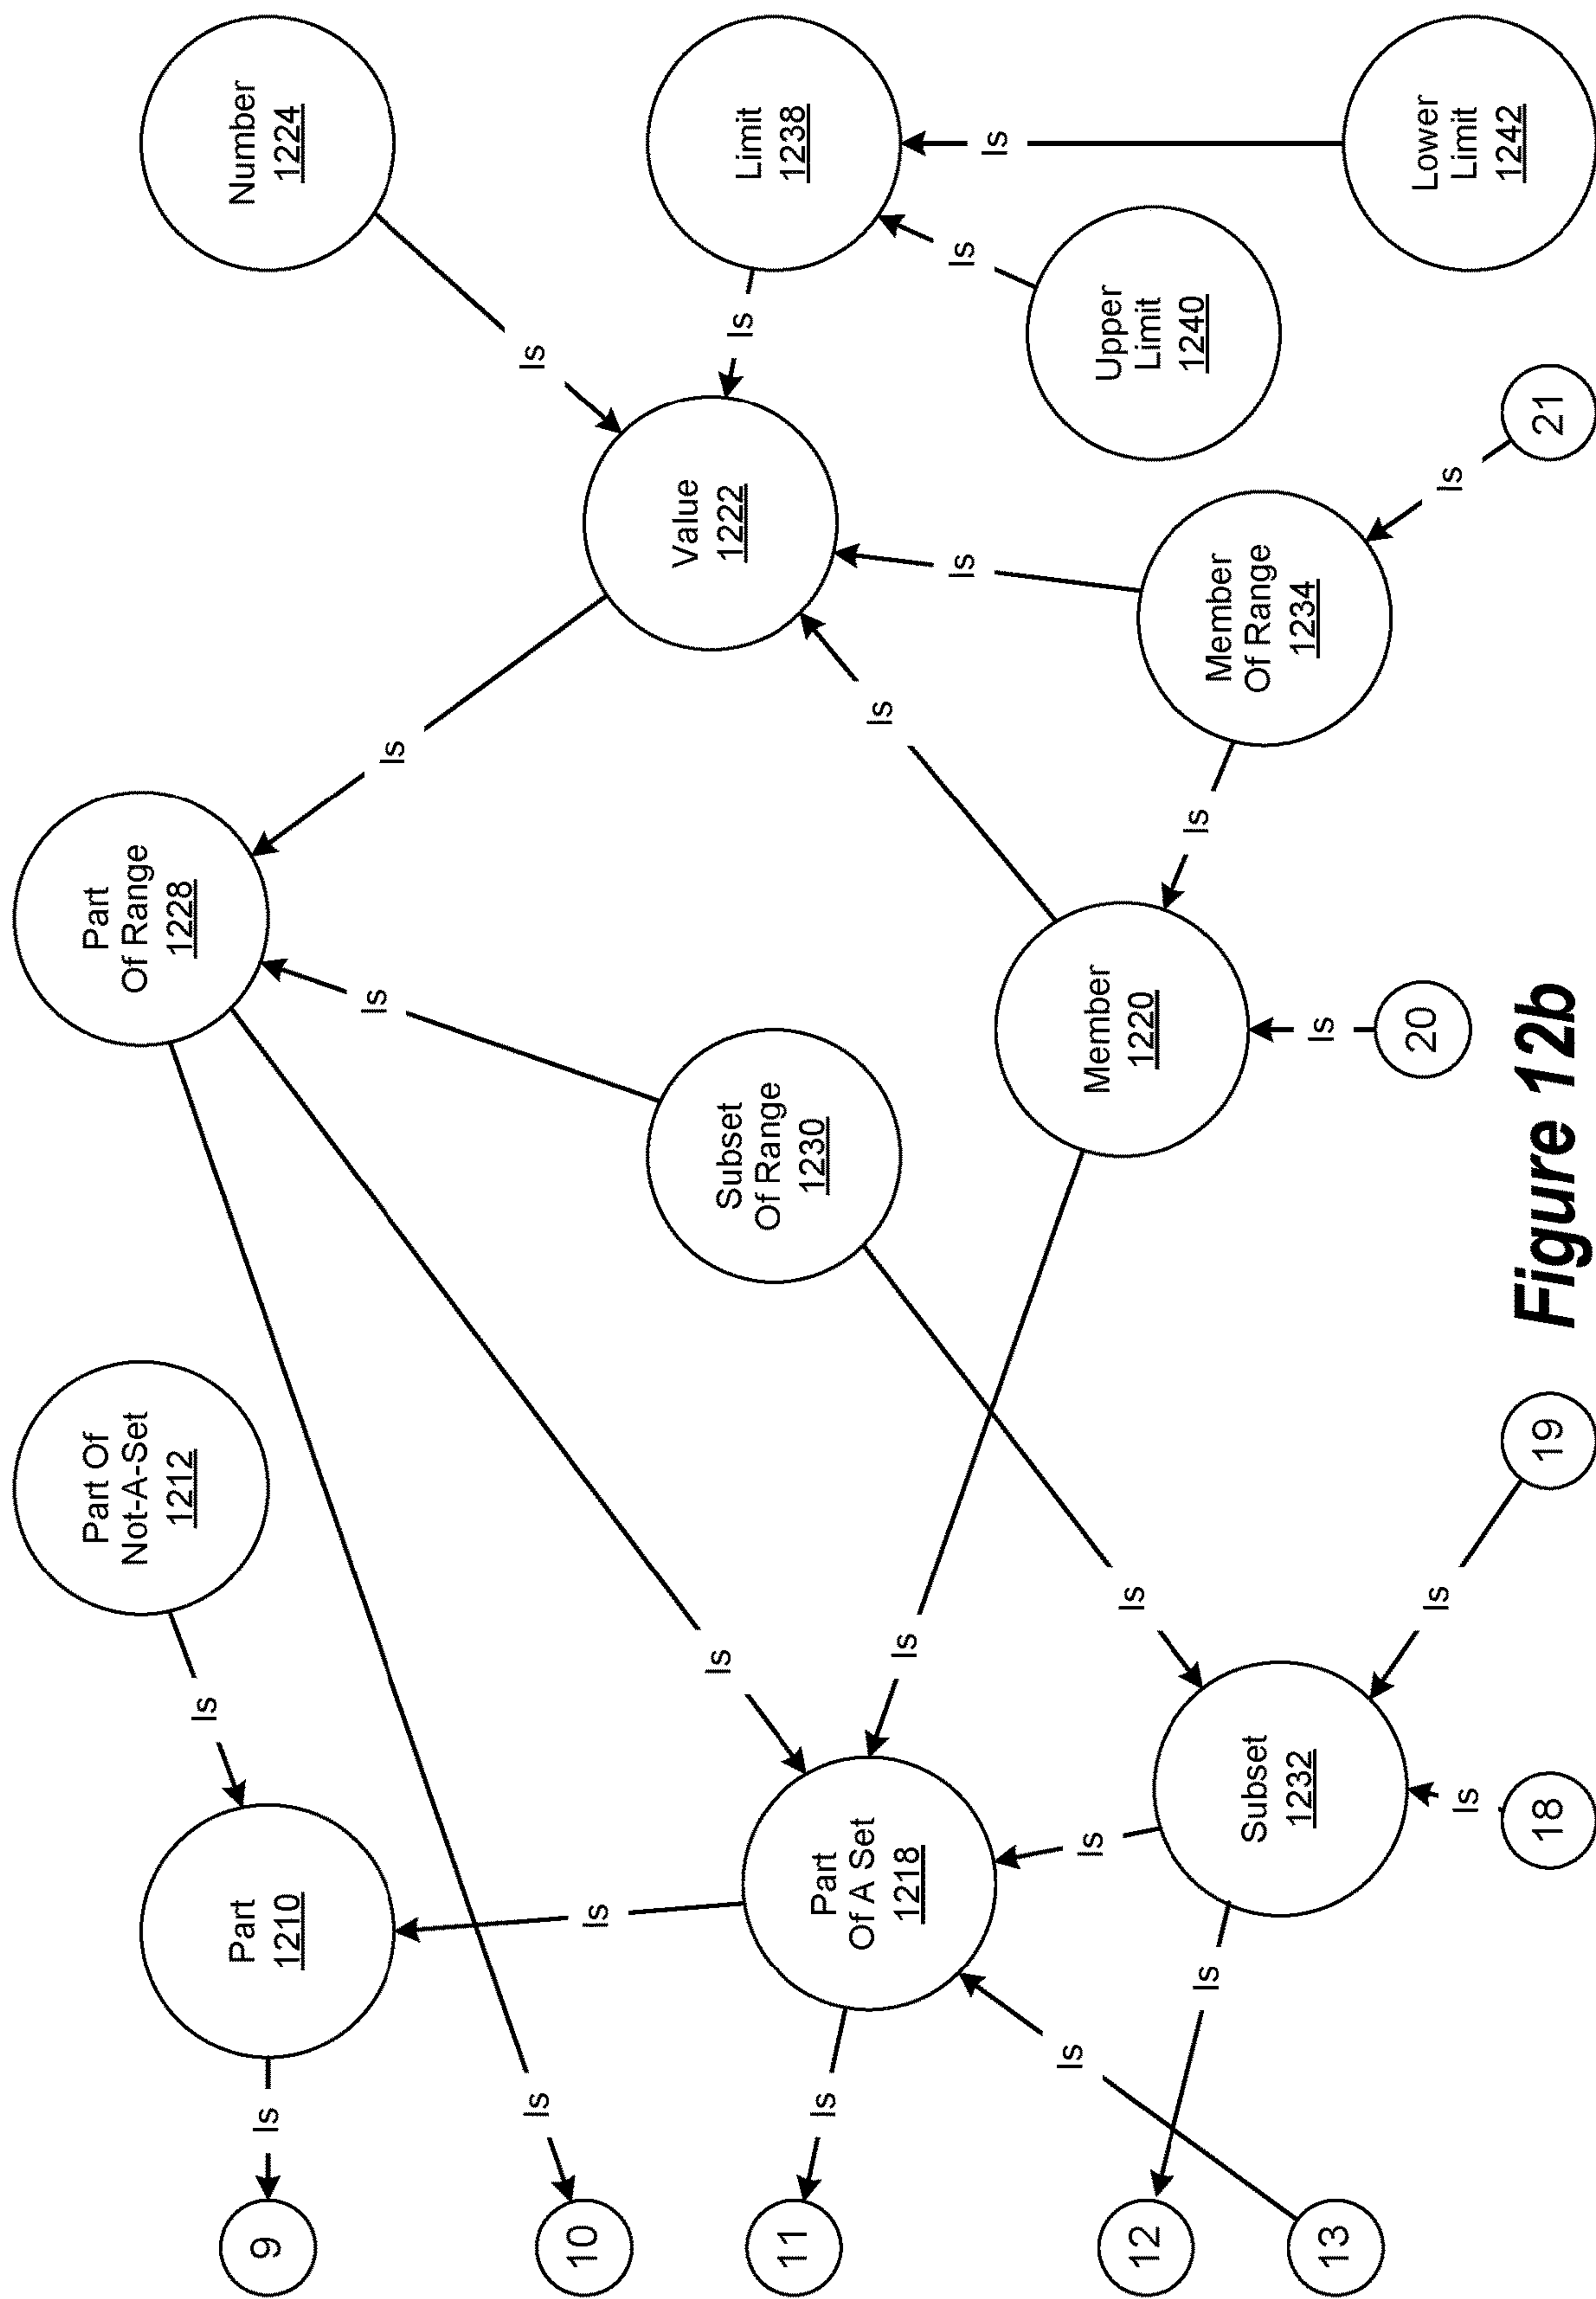 Part Of
Not-A-Set
1212
Part
Of Range
1228
Is
9
Is
Part
1210
Number
1224
Is
Is
Is
10
Is
Is
Is
Value
1222
Is
Subset
Of Range
1230
Limit
1238
11
Is
Part
Of A Set
1218
Is
Is
Is
Is
Is
Is
Is
Is
Member
1220
12
Is
Upper
Limit
1240
Is
Is
Member
Of Range
1234
Subset
1232
13
Is
20
Is
Is
Is
Lower
Limit
1242
18
19
Figure 12b
21